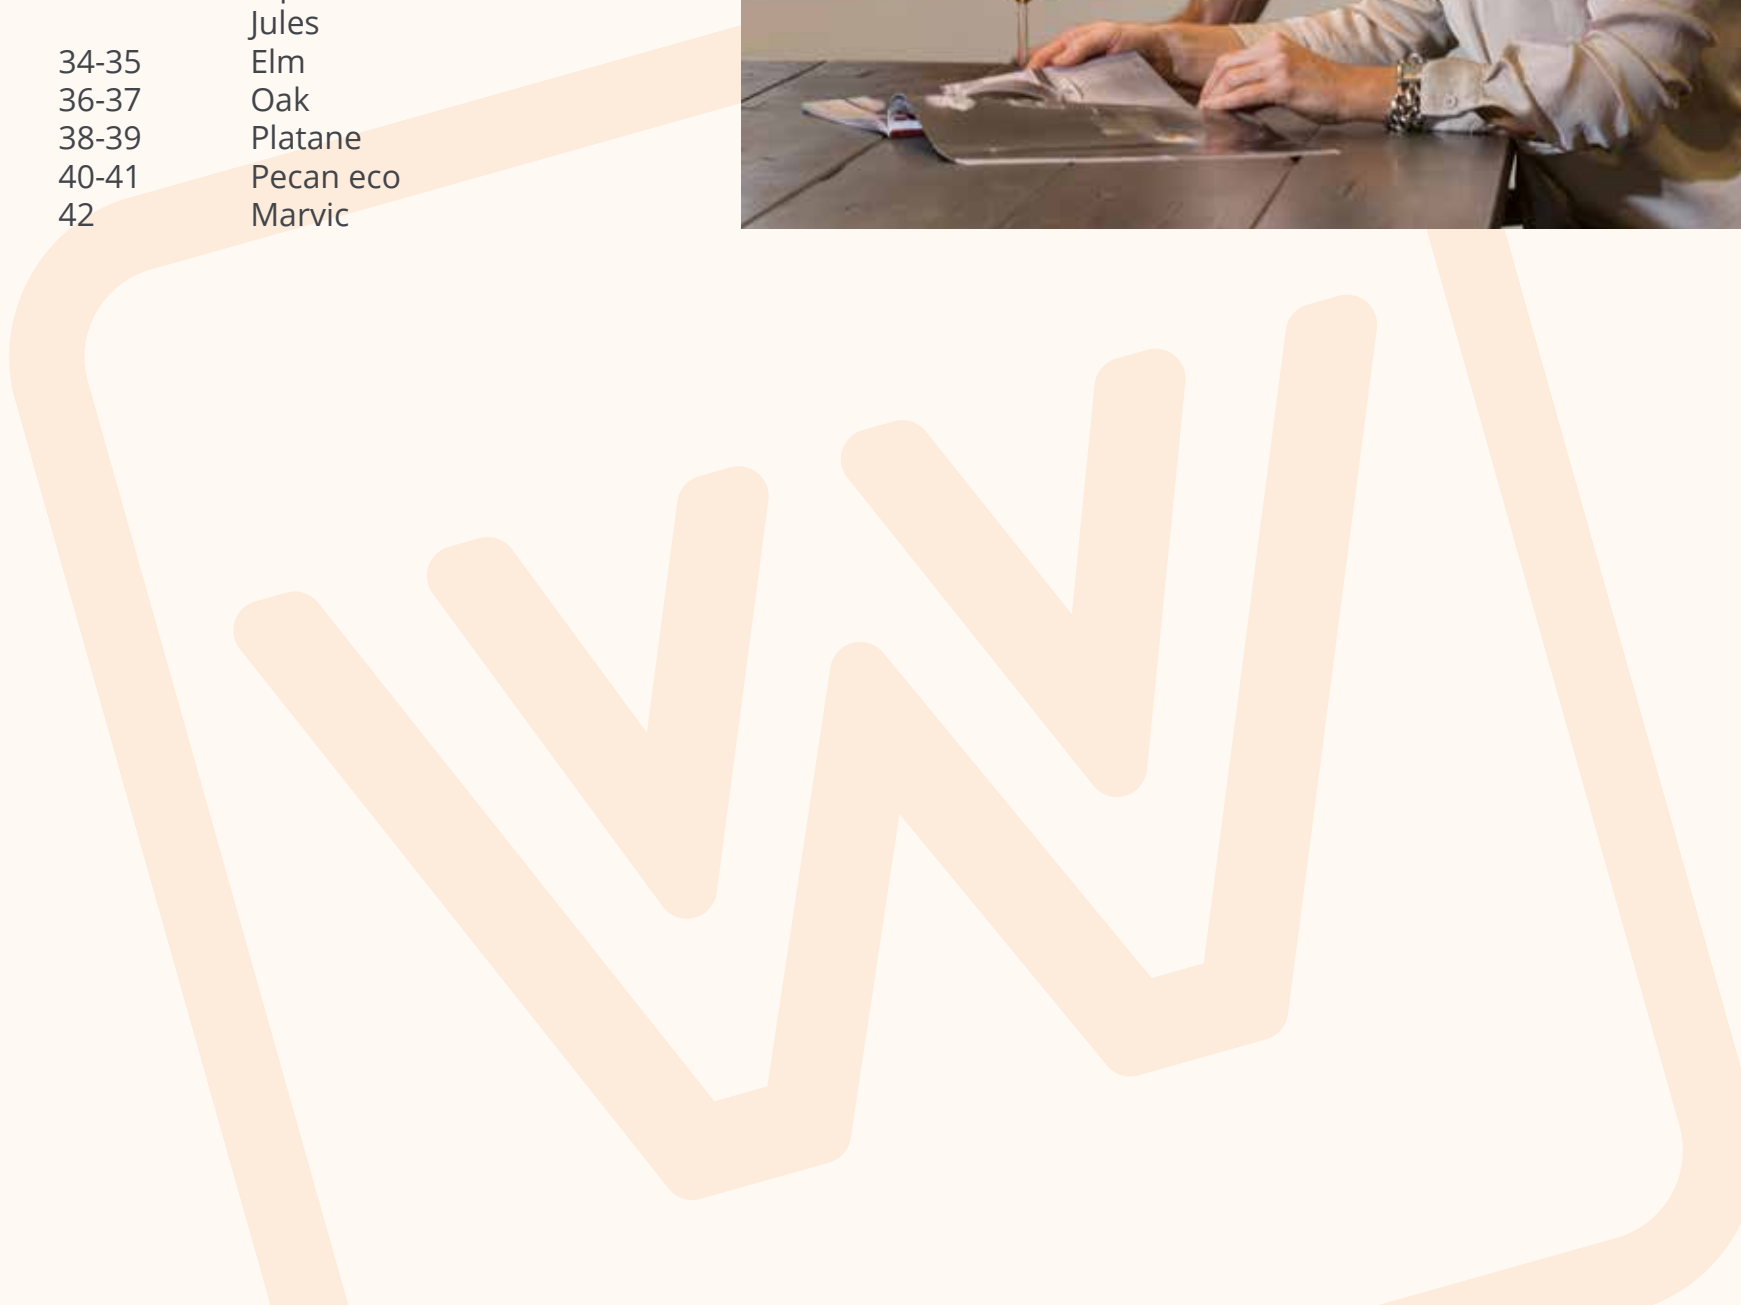 Jules
34-35 Elm
36-37 Oak
38-39 Platane
40-41 Pecan eco
42 Marvic